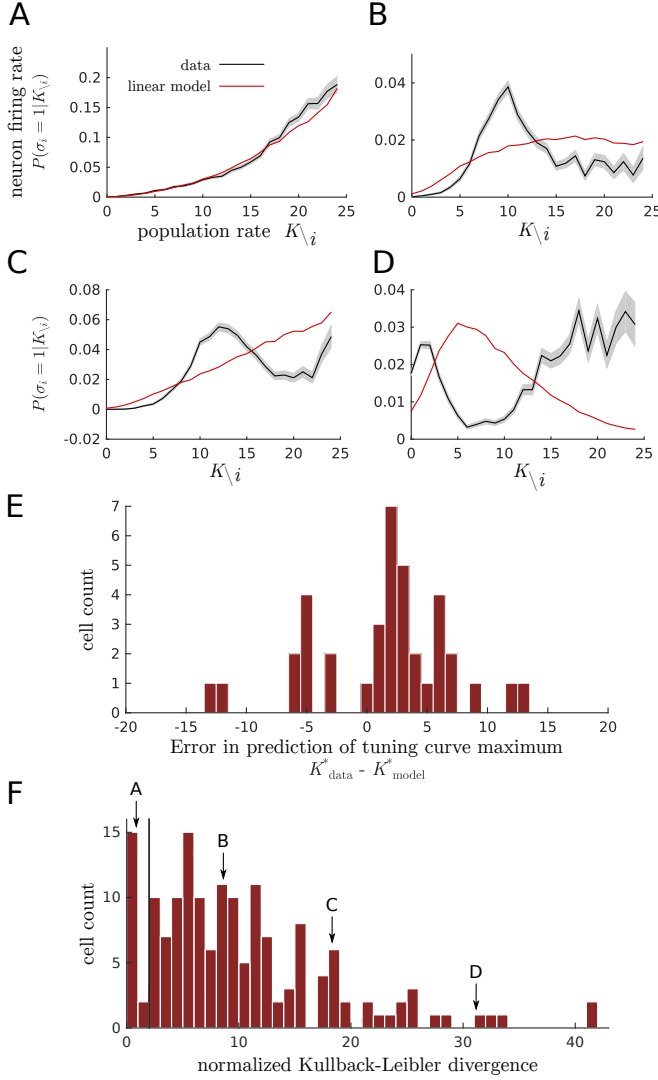 A
B
neuron firing rate
P(σᵢ = 1|K\i)
data
linear model
0.2
0.15
0.1
0.05
0
0 5 10 15 20 25
population rate K\i
0.04
0.02
0
0 5 10 15 20 25
K\i
C
D
P(σᵢ = 1|K\i)
0.08
0.06
0.04
0.02
0
-0.02
0 5 10 15 20 25
K\i
0.04
0.03
0.02
0.01
0
0 5 10 15 20 25
K\i
E
cell count
7
6
5
4
3
2
1
0
-20 -15 -10 -5 0 5 10 15 20
Error in prediction of tuning curve maximum
K*data - K*model
F
A
B
C
D
cell count
15
10
5
0
0 10 20 30 40
normalized Kullback-Leibler divergence